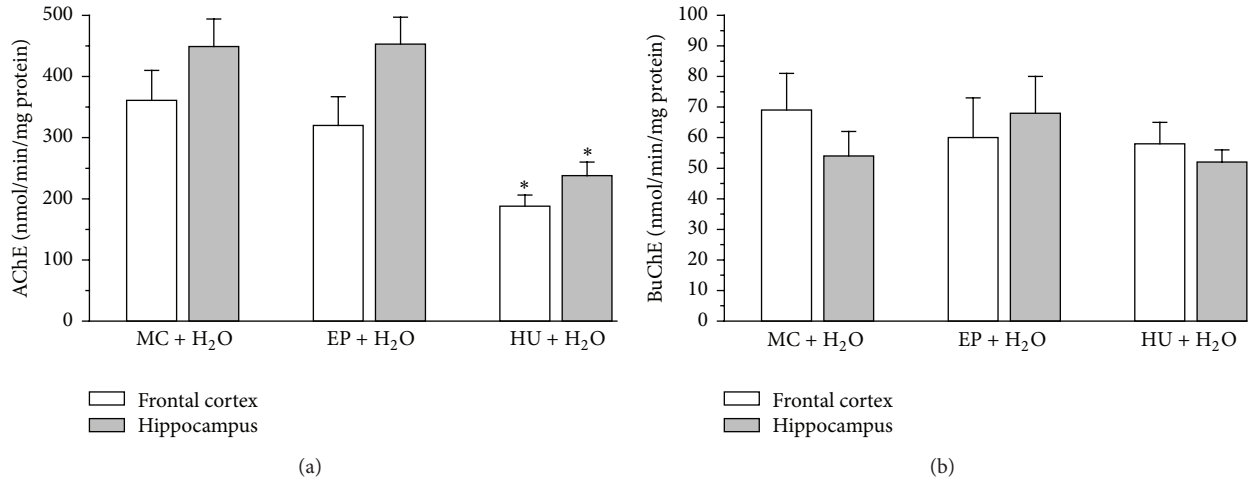 AChE (nmol/min/mg protein)
500
400
300
200
100
0
*
*
MC + H₂O EP + H₂O HU + H₂O
Frontal cortex
Hippocampus
(a)
BuChE (nmol/min/mg protein)
100
90
80
70
60
50
40
30
20
10
0
MC + H₂O EP + H₂O HU + H₂O
Frontal cortex
Hippocampus
(b)